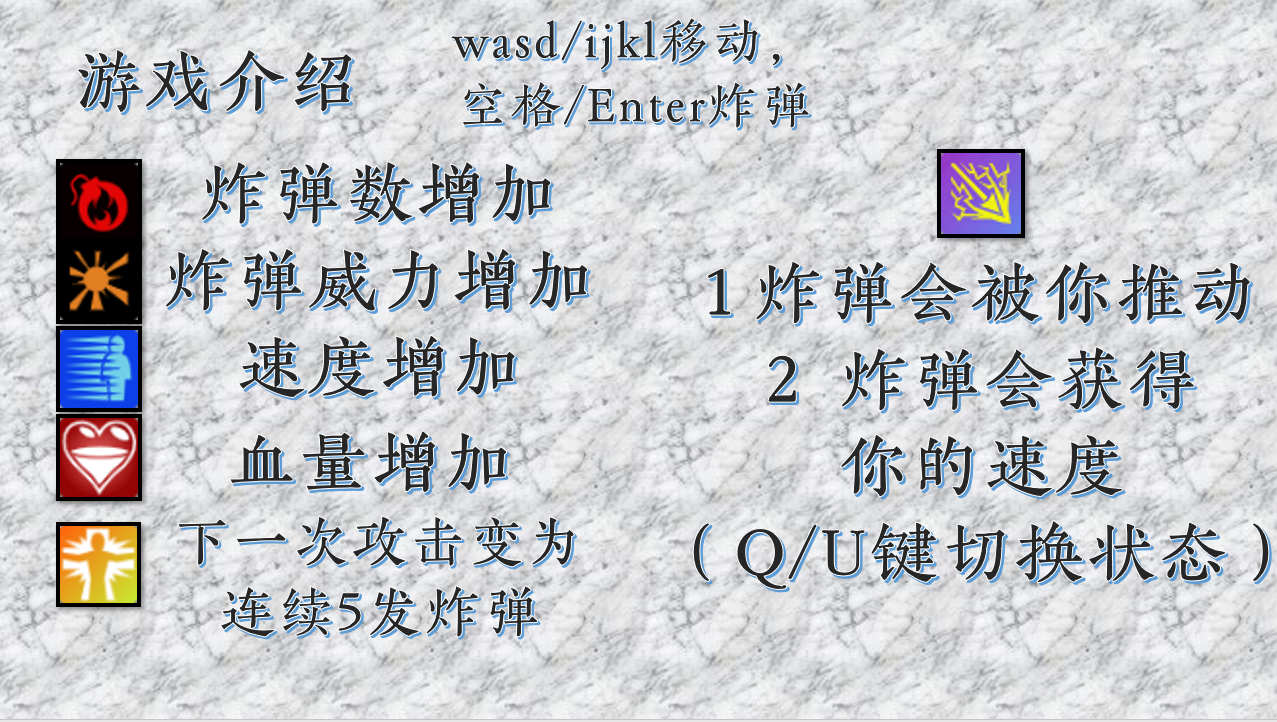 游戏介绍
wasd/ijkl移动，
空格/Enter炸弹
炸弹数增加
炸弹威力增加
速度增加
血量增加
下一次攻击变为
连续5发炸弹
1 炸弹会被你推动
2 炸弹会获得
你的速度
（Q/U键切换状态）